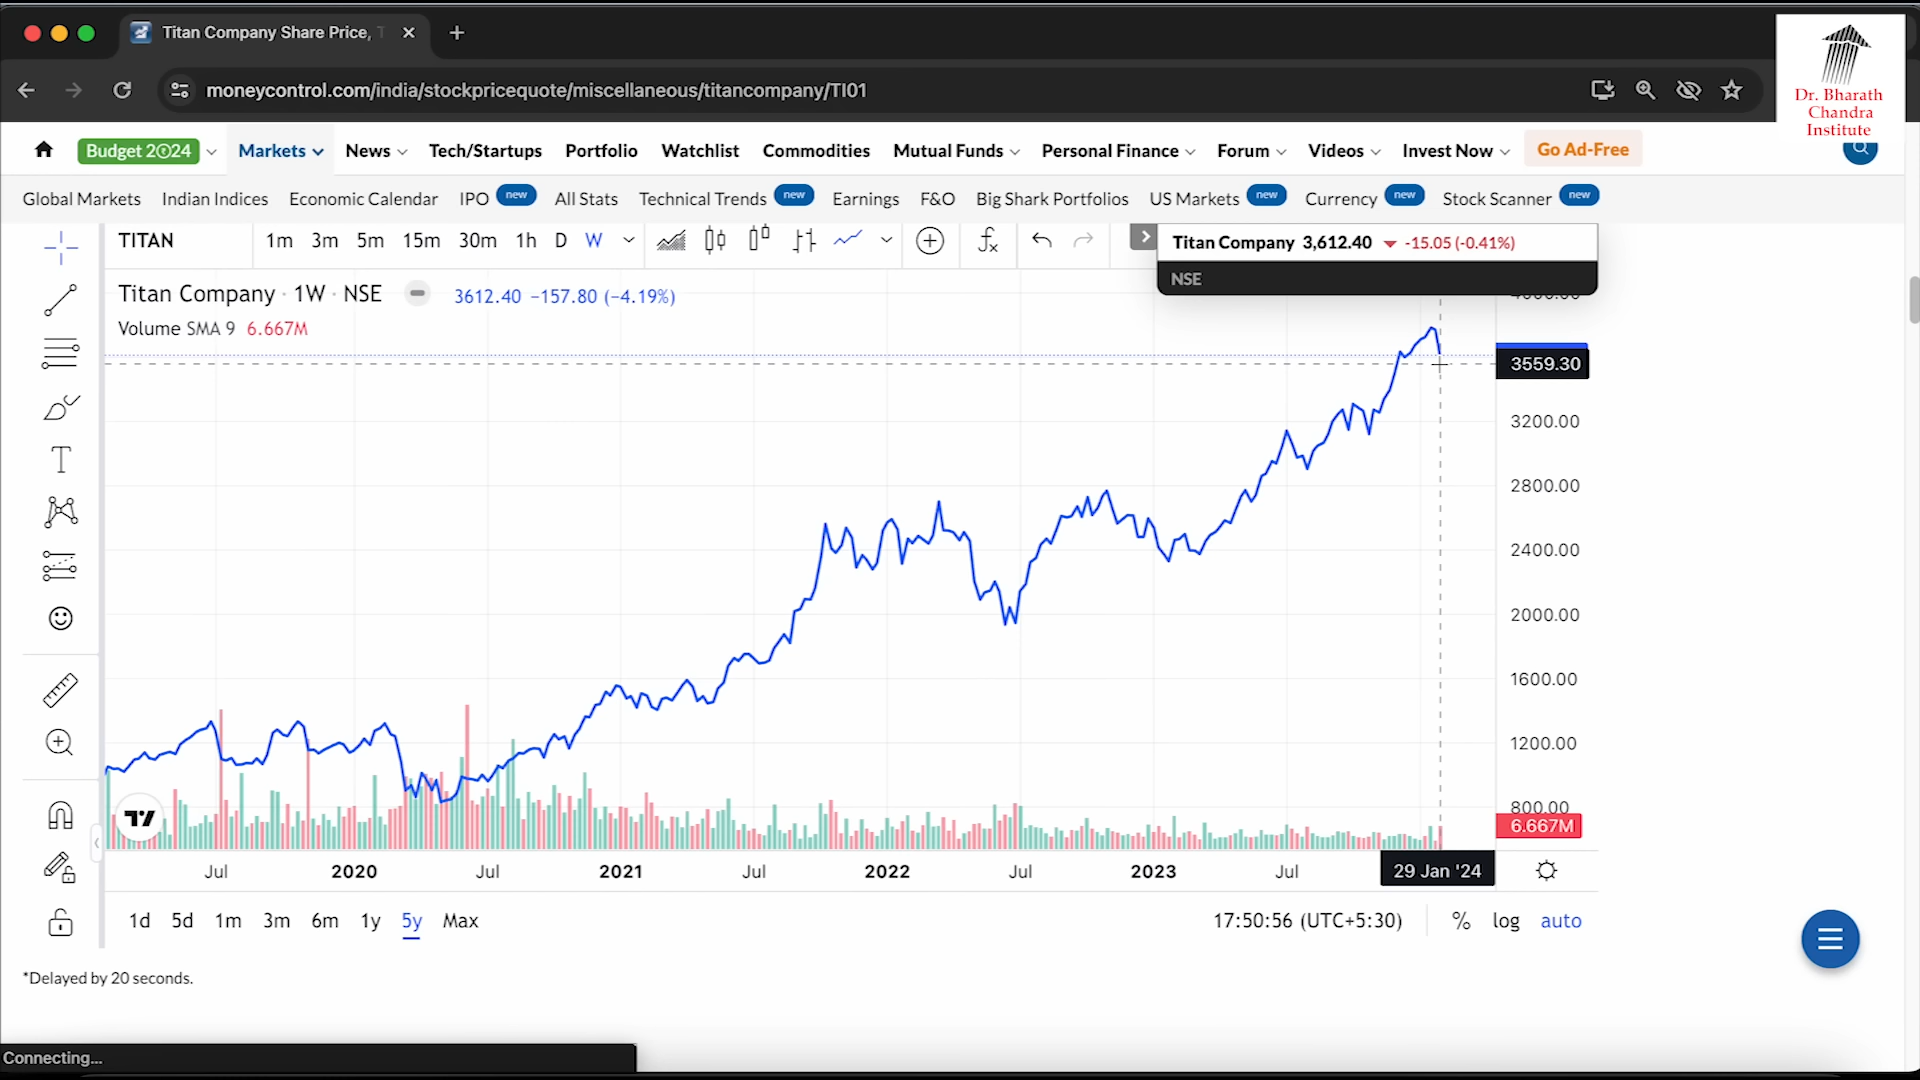 Titan Company Share Price, T
moneycontrol.com/india/stockpricequote/miscellaneous/titancompany/TI01
Dr. Bharath
Chandra
Institute
Budget 2024 Markets News Tech/Startups Portfolio Watchlist Commodities Mutual Funds Personal Finance Forum Videos Invest Now Go Ad-Free
Global Markets Indian Indices Economic Calendar IPO new All Stats Technical Trends new Earnings F&O Big Shark Portfolios US Markets new Currency new Stock Scanner new
TITAN 1m 3m 5m 15m 30m 1h D W
Titan Company 3,612.40 -15.05 (-0.41%)
NSE
Titan Company · 1W · NSE 3612.40 −157.80 (−4.19%)
Volume SMA 9 6.667M
3559.30
3200.00
2800.00
2400.00
2000.00
1600.00
1200.00
800.00
6.667M
Jul 2020 Jul 2021 Jul 2022 Jul 2023 Jul 29 Jan '24
1d 5d 1m 3m 6m 1y 5y Max 17:50:56 (UTC+5:30) % log auto
*Delayed by 20 seconds.
Connecting...